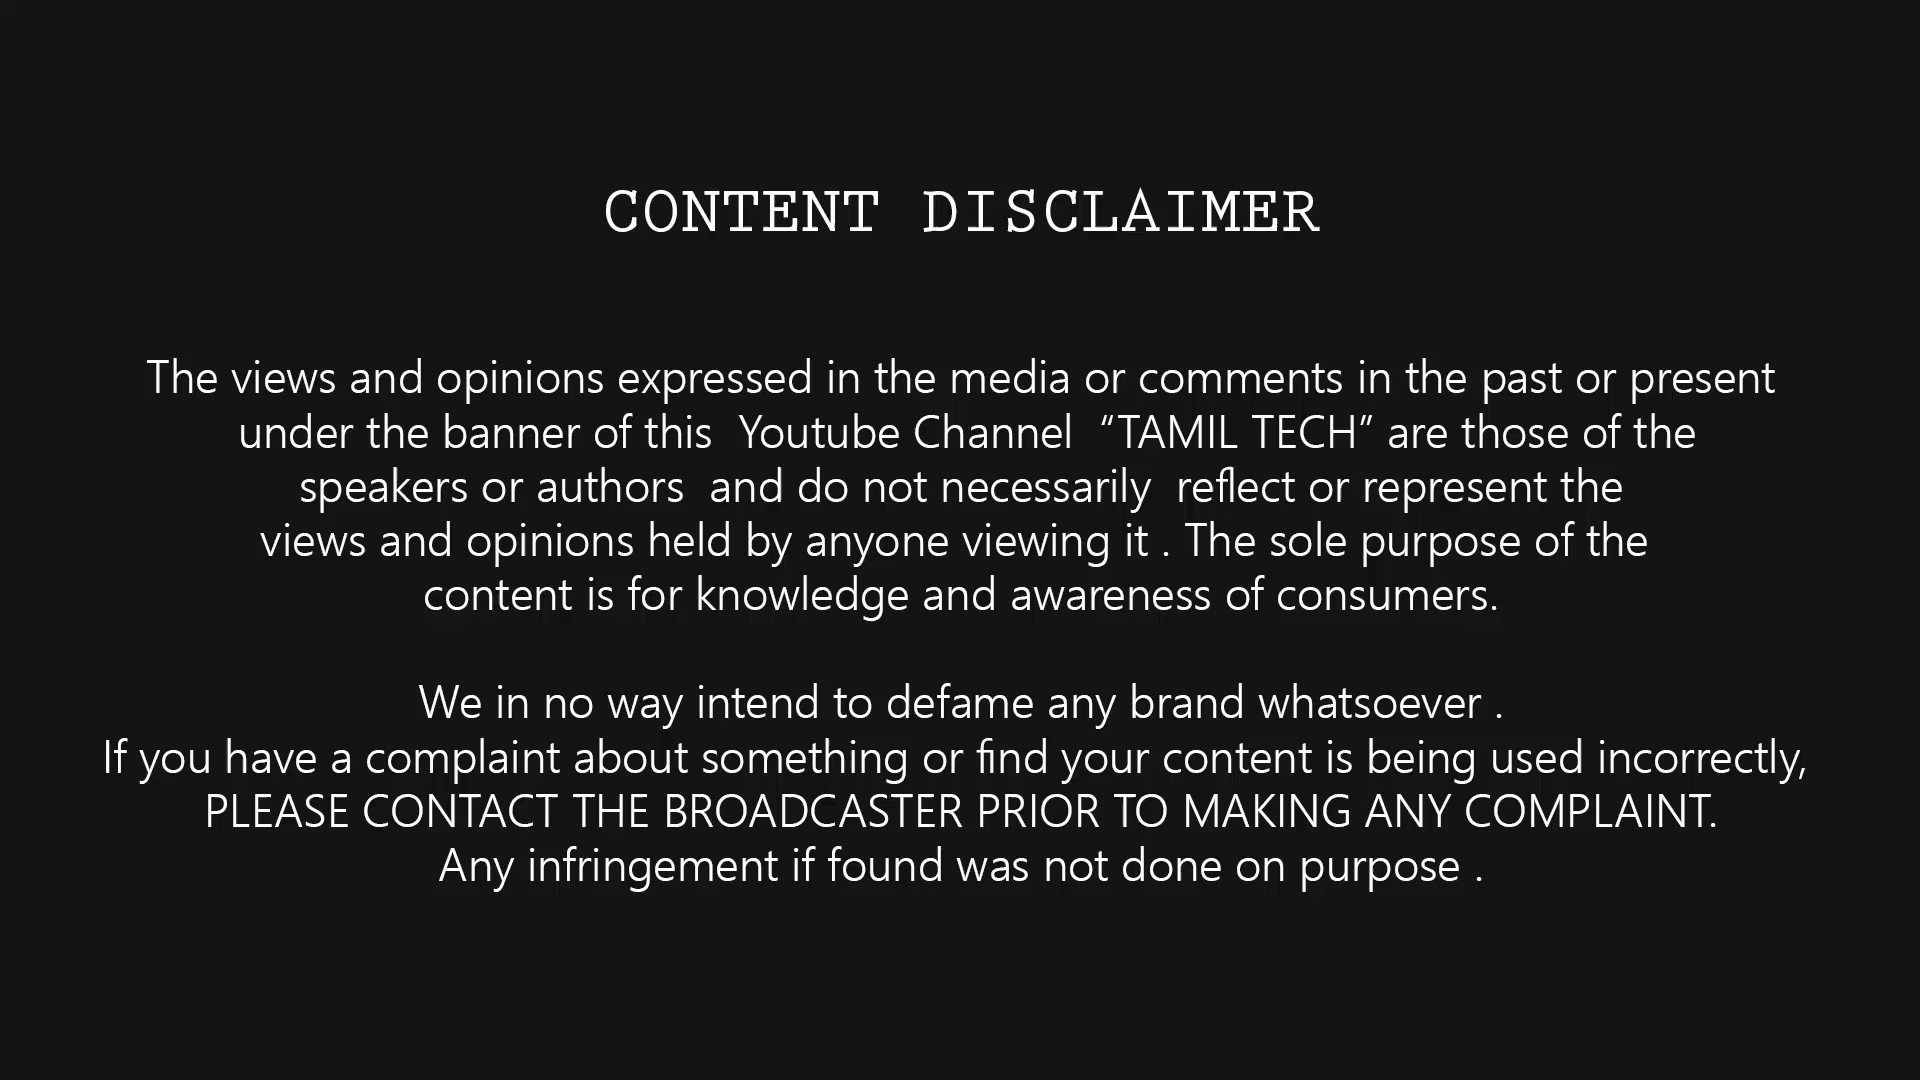 CONTENT DISCLAIMER
The views and opinions expressed in the media or comments in the past or present
under the banner of this  Youtube Channel  “TAMIL TECH” are those of the
speakers or authors  and do not necessarily  reflect or represent the
views and opinions held by anyone viewing it . The sole purpose of the
content is for knowledge and awareness of consumers.
We in no way intend to defame any brand whatsoever .
If you have a complaint about something or find your content is being used incorrectly,
PLEASE CONTACT THE BROADCASTER PRIOR TO MAKING ANY COMPLAINT.
Any infringement if found was not done on purpose .